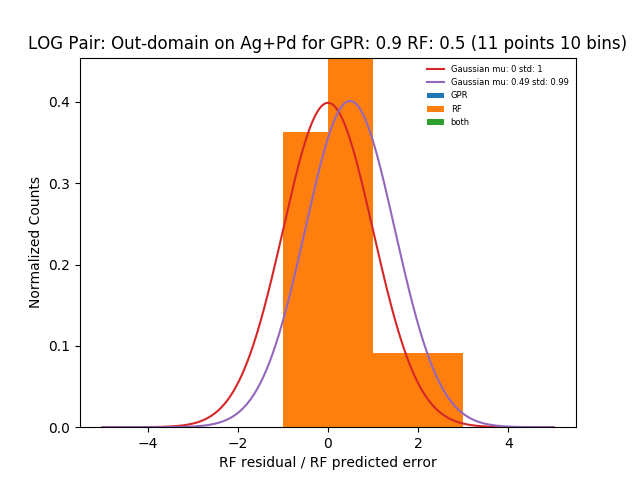 LOG Pair: Out-domain on Ag+Pd for GPR: 0.9 RF: 0.5 (11 points 10 bins)
Gaussian mu: 0 std: 1
Gaussian mu: 0.49 std: 0.99
GPR
RF
both
Normalized Counts
0.4
0.3
0.2
0.1
0.0
−4 −2 0 2 4
RF residual / RF predicted error